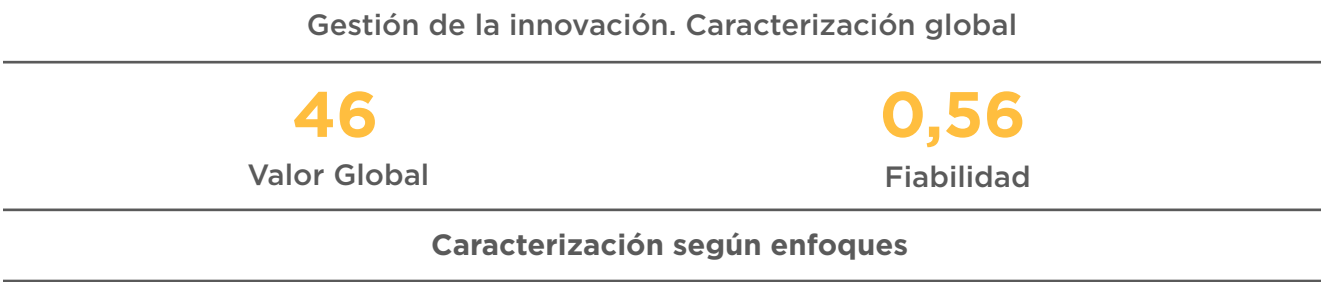 Gestión de la innovación. Caracterización global
46 0,56
Valor Global Fiabilidad
Caracterización según enfoques